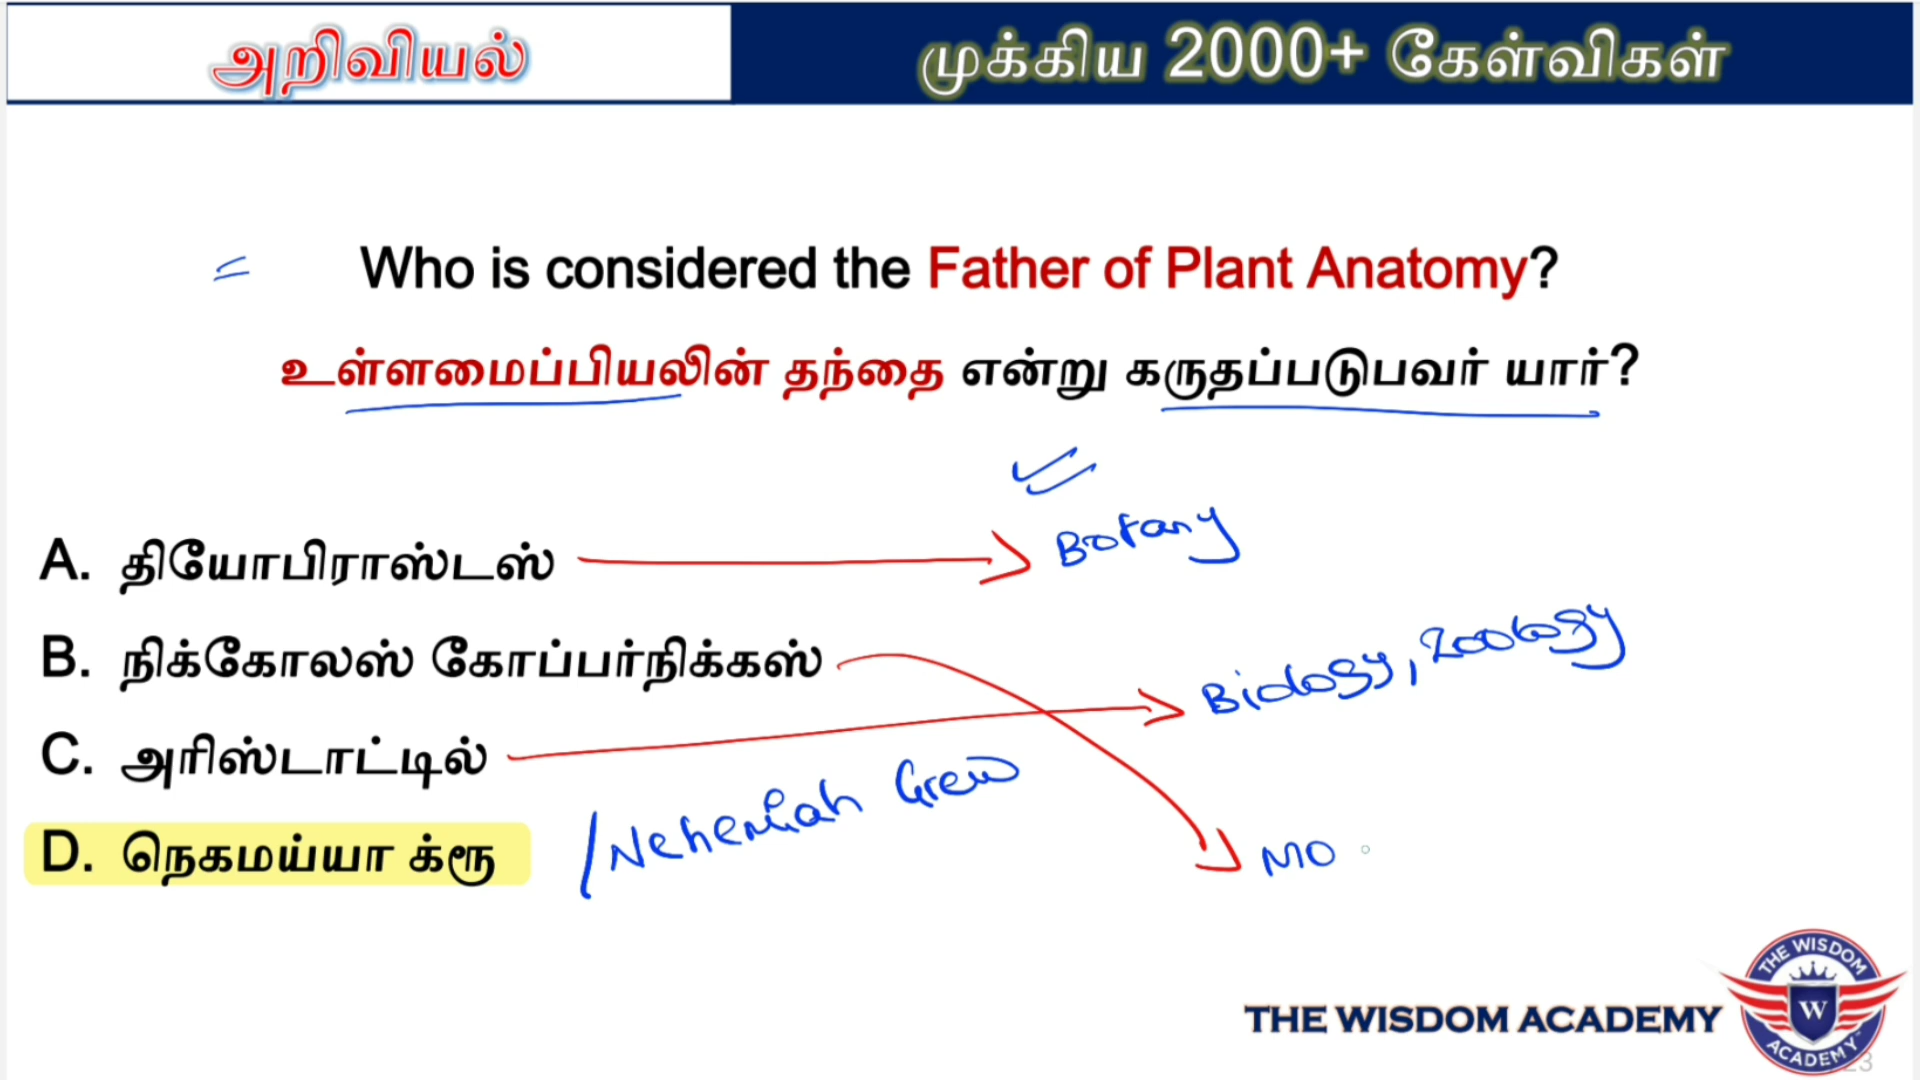 அறிவியல்
முக்கிய 2000+ கேள்விகள்
Who is considered the Father of Plant Anatomy?
உள்ளமைப்பியலின் தந்தை என்று கருதப்படுபவர் யார்?
A. தியோபிராஸ்டஸ்
Botany
B. நிக்கோலஸ் கோப்பர்நிக்கஸ்
Biology, Zoology
C. அரிஸ்டாட்டில்
D. நெகமய்யா க்ரூ
Nehemiah Grew
MO
THE WISDOM ACADEMY
THE WISDOM
W
ACADEMY
23